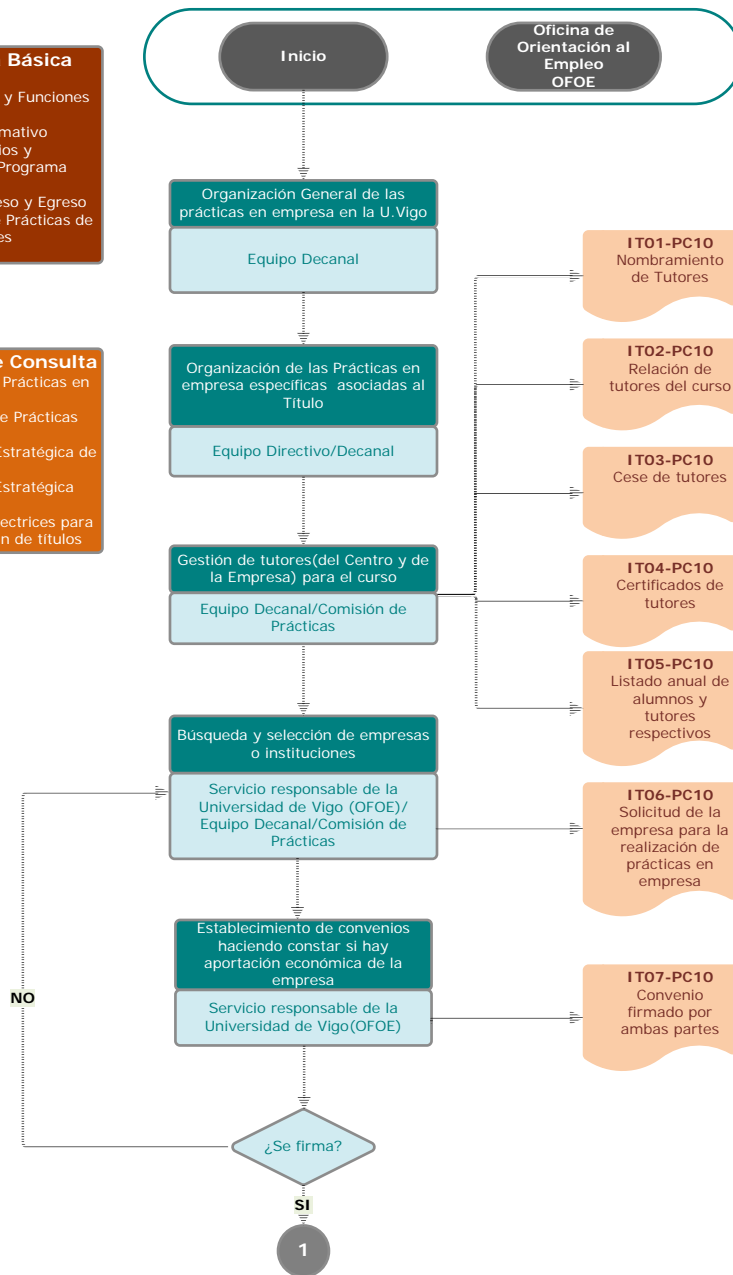 Inicio
Oficina de
Orientación al
Empleo
OFOE
Básica
y Funciones
mativo
ios y
Programa
eso y Egreso
e Prácticas de
es
Organización General de las
prácticas en empresa en la U.Vigo
Equipo Decanal
e Consulta
Prácticas en
e Prácticas
Estratégica de
Estratégica
ectrices para
n de títulos
Organización de las Prácticas en
empresa específicas asociadas al
Título
Equipo Directivo/Decanal
Gestión de tutores(del Centro y de
la Empresa) para el curso
Equipo Decanal/Comisión de
Prácticas
Búsqueda y selección de empresas
o instituciones
Servicio responsable de la
Universidad de Vigo (OFOE)/
Equipo Decanal/Comisión de
Prácticas
Establecimiento de convenios
haciendo constar si hay
aportación económica de la
empresa
Servicio responsable de la
Universidad de Vigo(OFOE)
¿Se firma?
NO
SI
1
IT01-PC10
Nombramiento
de Tutores
IT02-PC10
Relación de
tutores del curso
IT03-PC10
Cese de tutores
IT04-PC10
Certificados de
tutores
IT05-PC10
Listado anual de
alumnos y
tutores
respectivos
IT06-PC10
Solicitud de la
empresa para la
realización de
prácticas en
empresa
IT07-PC10
Convenio
firmado por
ambas partes